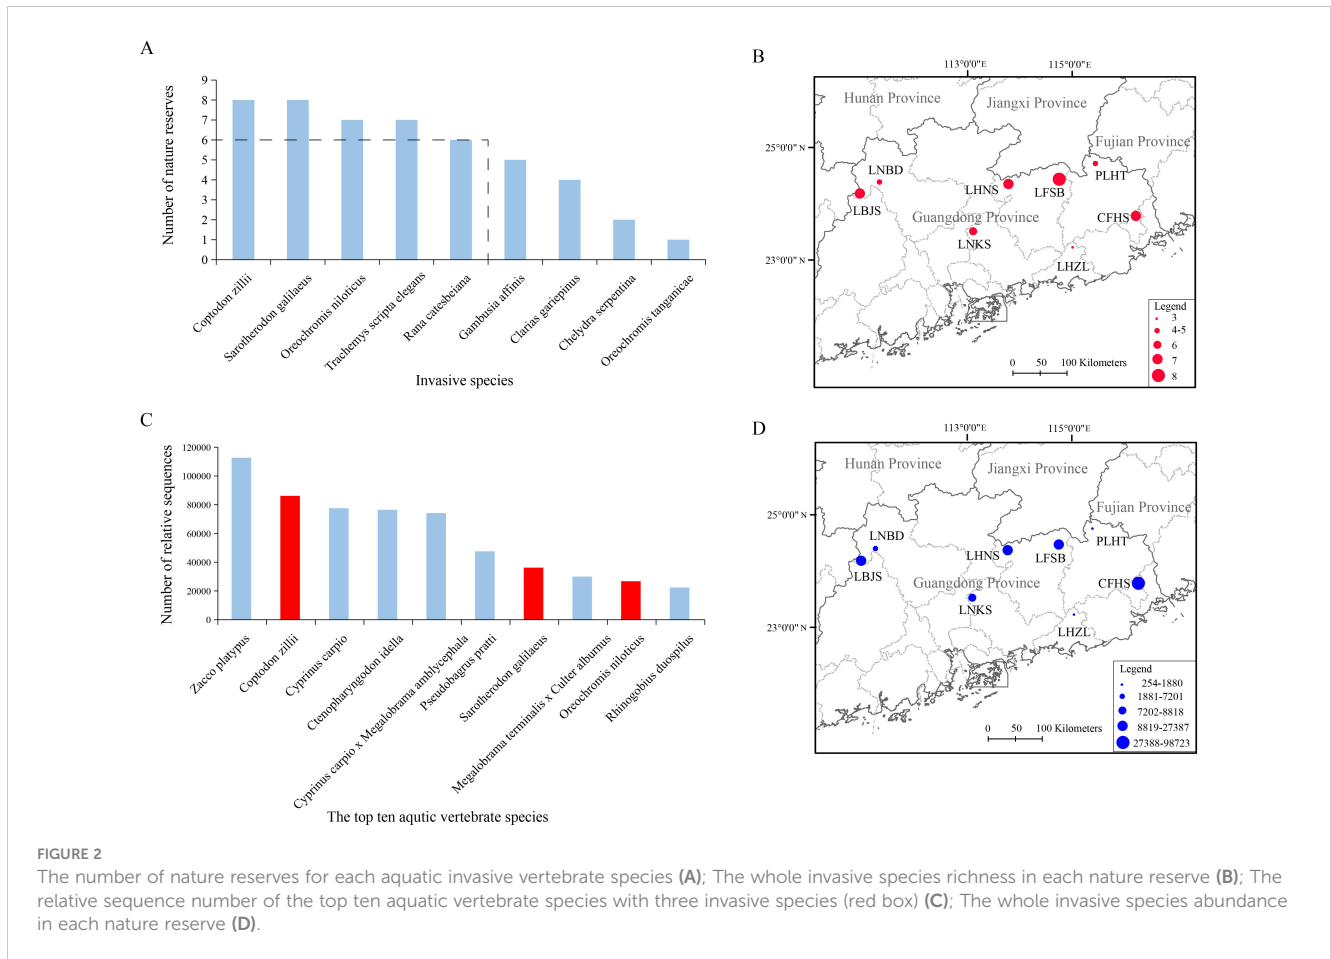 A
Number of nature reserves
9
8
7
6
5
4
3
2
1
0
Coptodon zillii
Sarotherodon galilaeus
Oreochromis niloticus
Trachemys scripta elegans
Rana catesbeiana
Gambusia affinis
Clarias gariepinus
Chelydra serpentina
Oreochromis tanganicae
Invasive species
B
113°0'0"E
115°0'0"E
25°0'0"N
23°0'0"N
Hunan Province
Jiangxi Province
Fujian Province
LNBD
LBJS
LHNS
LFSB
PLHT
Guangdong Province
CFHS
LNKS
LHZL
Legend
3
4-5
6
7
8
0 50 100 Kilometers
C
Number of relative sequences
120000
100000
80000
60000
40000
20000
0
Zacco platypus
Coptodon zillii
Cyprinus carpio
Ctenopharyngodon idella
Cyprinus carpio x Megalobrama amblycephala
Pseudobagrus pratti
Sarotherodon galilaeus
Megalobrama terminalis x Culter alburnus
Oreochromis niloticus
Rhinogobius duospilus
The top ten aqutic vertebrate species
D
113°0'0"E
115°0'0"E
25°0'0"N
23°0'0"N
Hunan Province
Jiangxi Province
Fujian Province
LNBD
LBJS
LHNS
LFSB
PLHT
Guangdong Province
CFHS
LNKS
LHZL
Legend
254-1880
1881-7201
7202-8818
8819-27387
27388-98723
0 50 100 Kilometers
FIGURE 2
The number of nature reserves for each aquatic invasive vertebrate species (A); The whole invasive species richness in each nature reserve (B); The
relative sequence number of the top ten aquatic vertebrate species with three invasive species (red box) (C); The whole invasive species abundance
in each nature reserve (D).